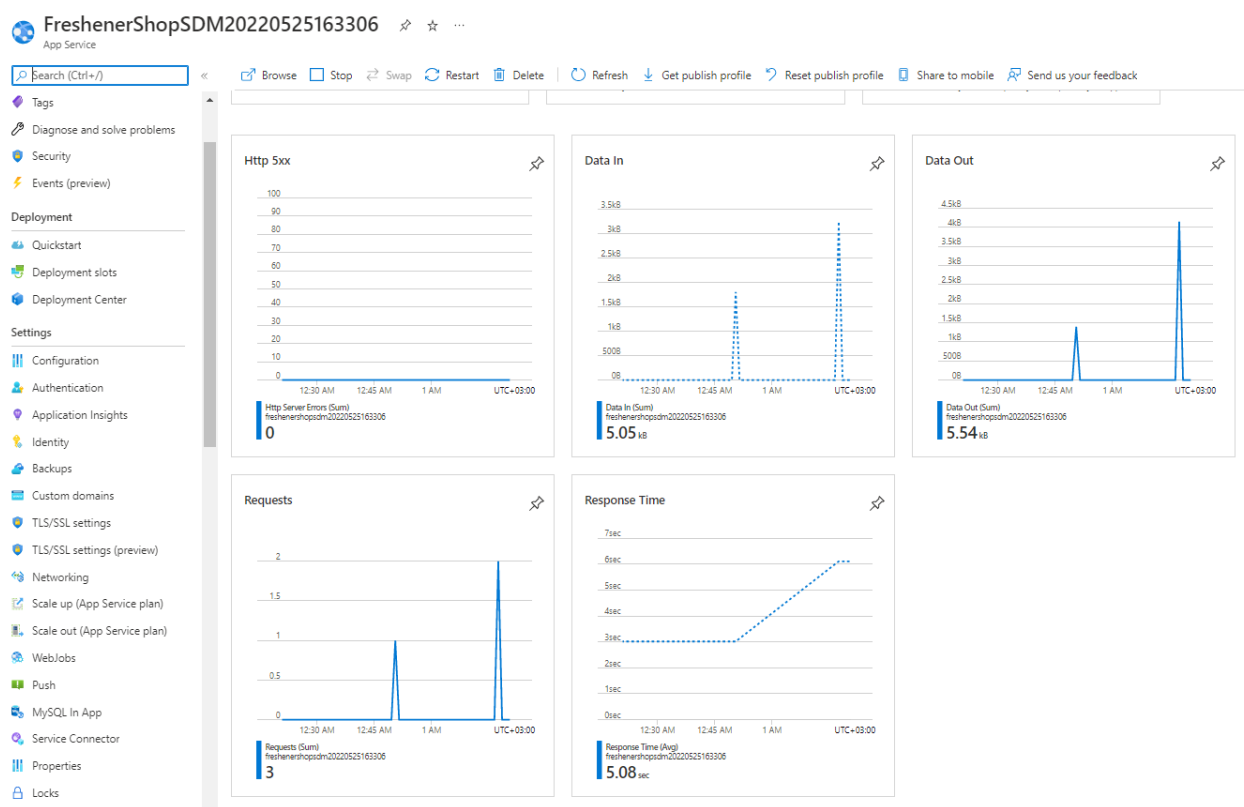 FreshenerShopSDM20220525163306
App Service
Search (Ctrl+/)
Browse Stop Swap Restart Delete Refresh Get publish profile Reset publish profile Share to mobile Send us your feedback
Tags
Diagnose and solve problems
Security
Events (preview)
Deployment
Quickstart
Deployment slots
Deployment Center
Settings
Configuration
Authentication
Application Insights
Identity
Backups
Custom domains
TLS/SSL settings
TLS/SSL settings (preview)
Networking
Scale up (App Service plan)
Scale out (App Service plan)
WebJobs
Push
MySQL In App
Service Connector
Properties
Locks
Http 5xx
100
90
80
70
60
50
40
30
20
10
0
12:30 AM 12:45 AM 1 AM UTC+03:00
Http Server Errors (Sum)
freshenershopsdm20220525163306
0
Data In
3.5kB
3kB
2.5kB
2kB
1.5kB
1kB
500B
0B
12:30 AM 12:45 AM 1 AM UTC+03:00
Data In (Sum)
freshenershopsdm20220525163306
5.05 kB
Data Out
4.5kB
4kB
3.5kB
3kB
2.5kB
2kB
1.5kB
1kB
500B
0B
12:30 AM 12:45 AM 1 AM UTC+03:00
Data Out (Sum)
freshenershopsdm20220525163306
5.54 kB
Requests
2
1.5
1
0.5
0
12:30 AM 12:45 AM 1 AM UTC+03:00
Requests (Sum)
freshenershopsdm20220525163306
3
Response Time
7sec
6sec
5sec
4sec
3sec
2sec
1sec
0sec
12:30 AM 12:45 AM 1 AM UTC+03:00
Response Time (Avg)
freshenershopsdm20220525163306
5.08 sec